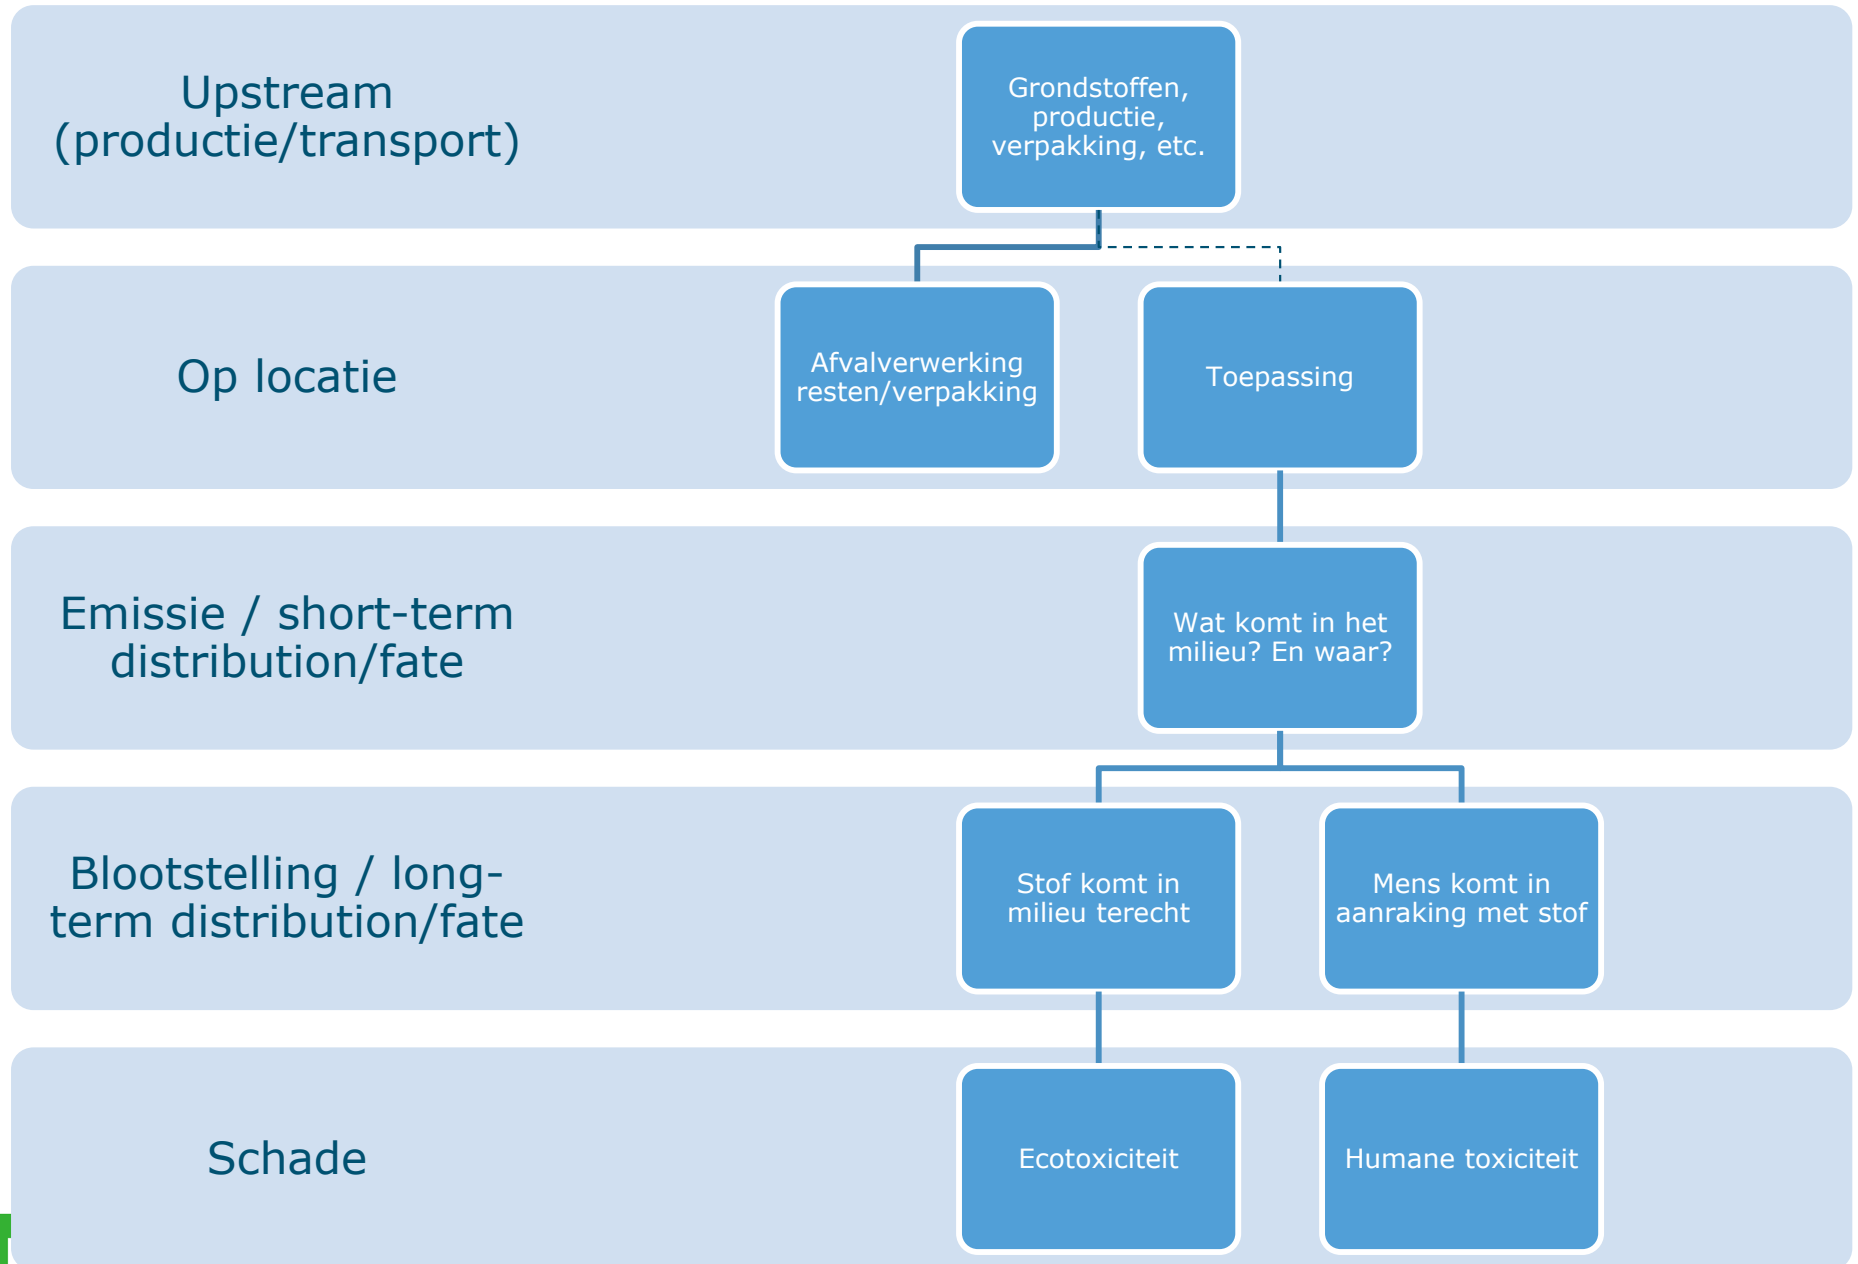 Upstream
(productie/transport)
Grondstoffen,
productie,
verpakking, etc.
Op locatie
Afvalverwerking
resten/verpakking
Toepassing
Emissie / short-term
distribution/fate
Wat komt in het
milieu? En waar?
Blootstelling / long-
term distribution/fate
Stof komt in
milieu terecht
Mens komt in
aanraking met stof
Schade
Ecotoxiciteit
Humane toxiciteit